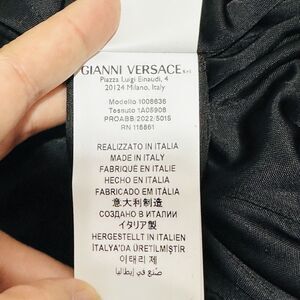 GIANNI VERSACE S.r.l.
Piazza Luigi Einaudi, 4
20124 Milano, Italy
Modello 1008636
Tessuto 1A05908
PROABB/2022/5015
RN 116861
REALIZZATO IN ITALIA
MADE IN ITALY
FABRIQUÉ EN ITALIE
HECHO EN ITALIA
FABRICADO EM ITÁLIA
意大利制造
СОЗДАНО В ИТАЛИИ
イタリア製
HERGESTELLT IN ITALIEN
İTALYA'DA ÜRETİLMİŞTİR
이태리 제
صنع في إيطاليا